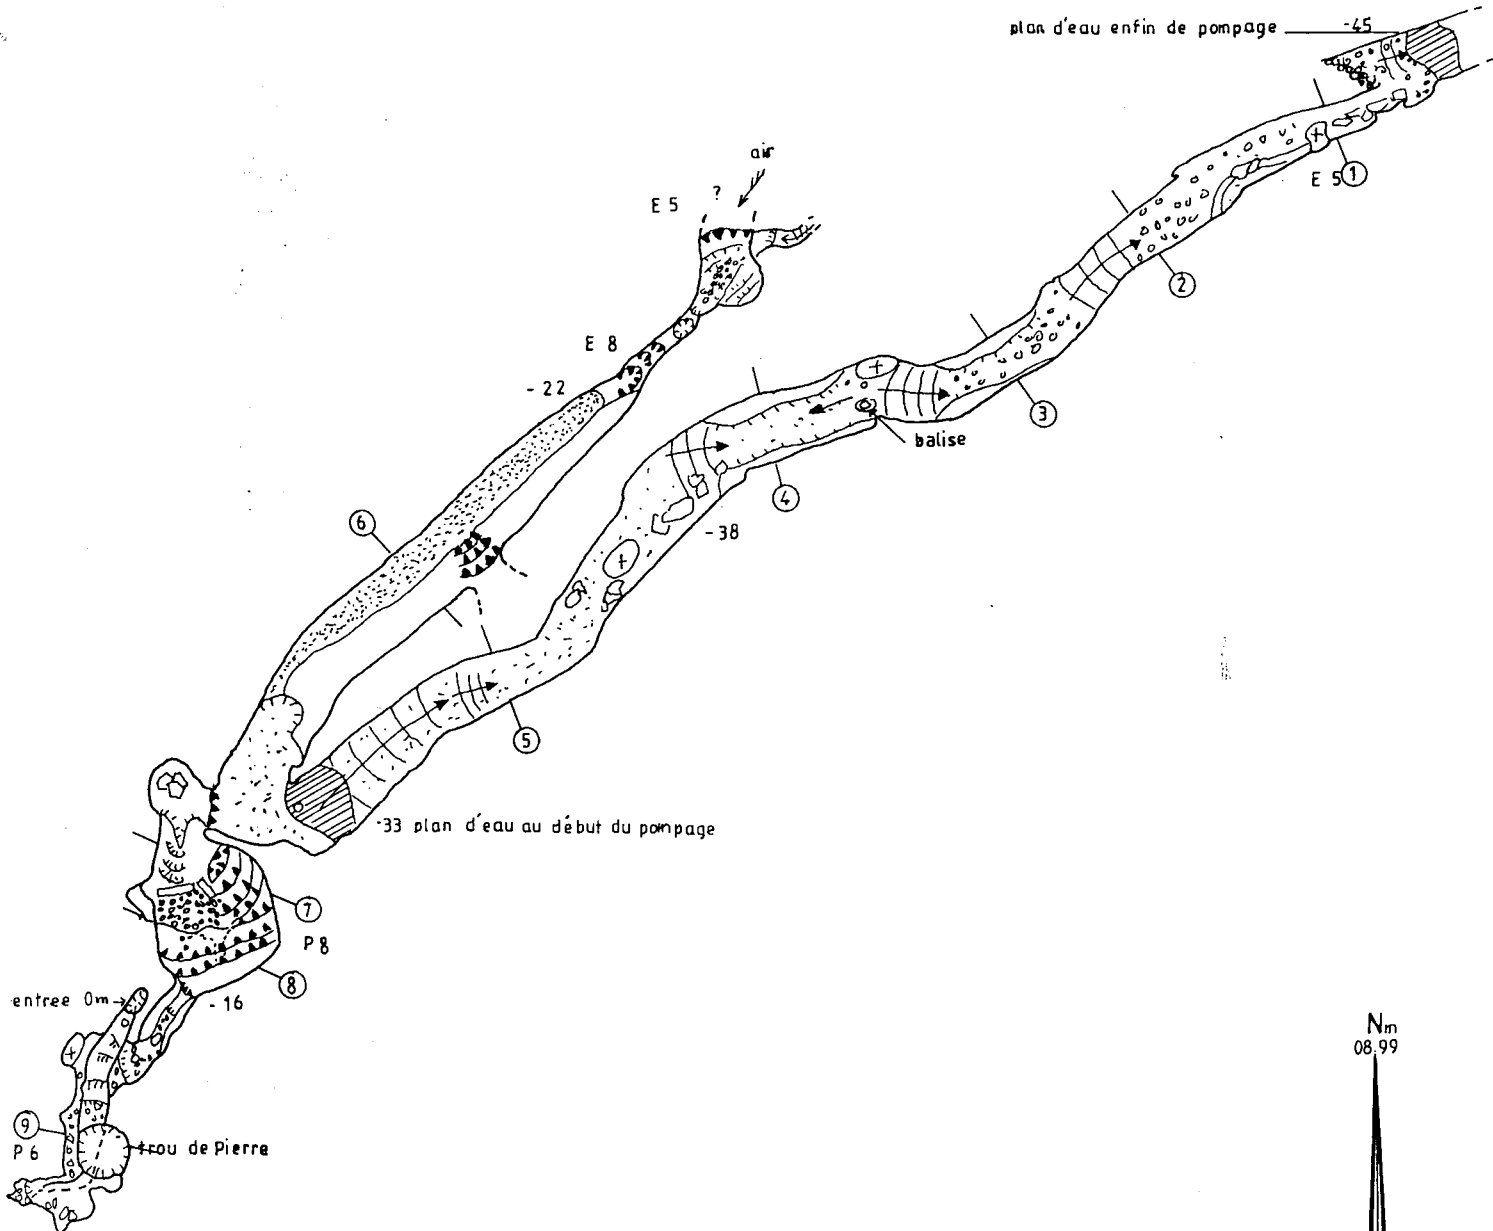 plan d'eau enfin de pompage
-45
air
?
E 5
E 5 1
2
E 8
-22
3
balise
4
6
-38
5
-33 plan d'eau au début du pompage
7
P 8
8
entree 0m
-16
Nm
08.99
9
P 6
trou de Pierre